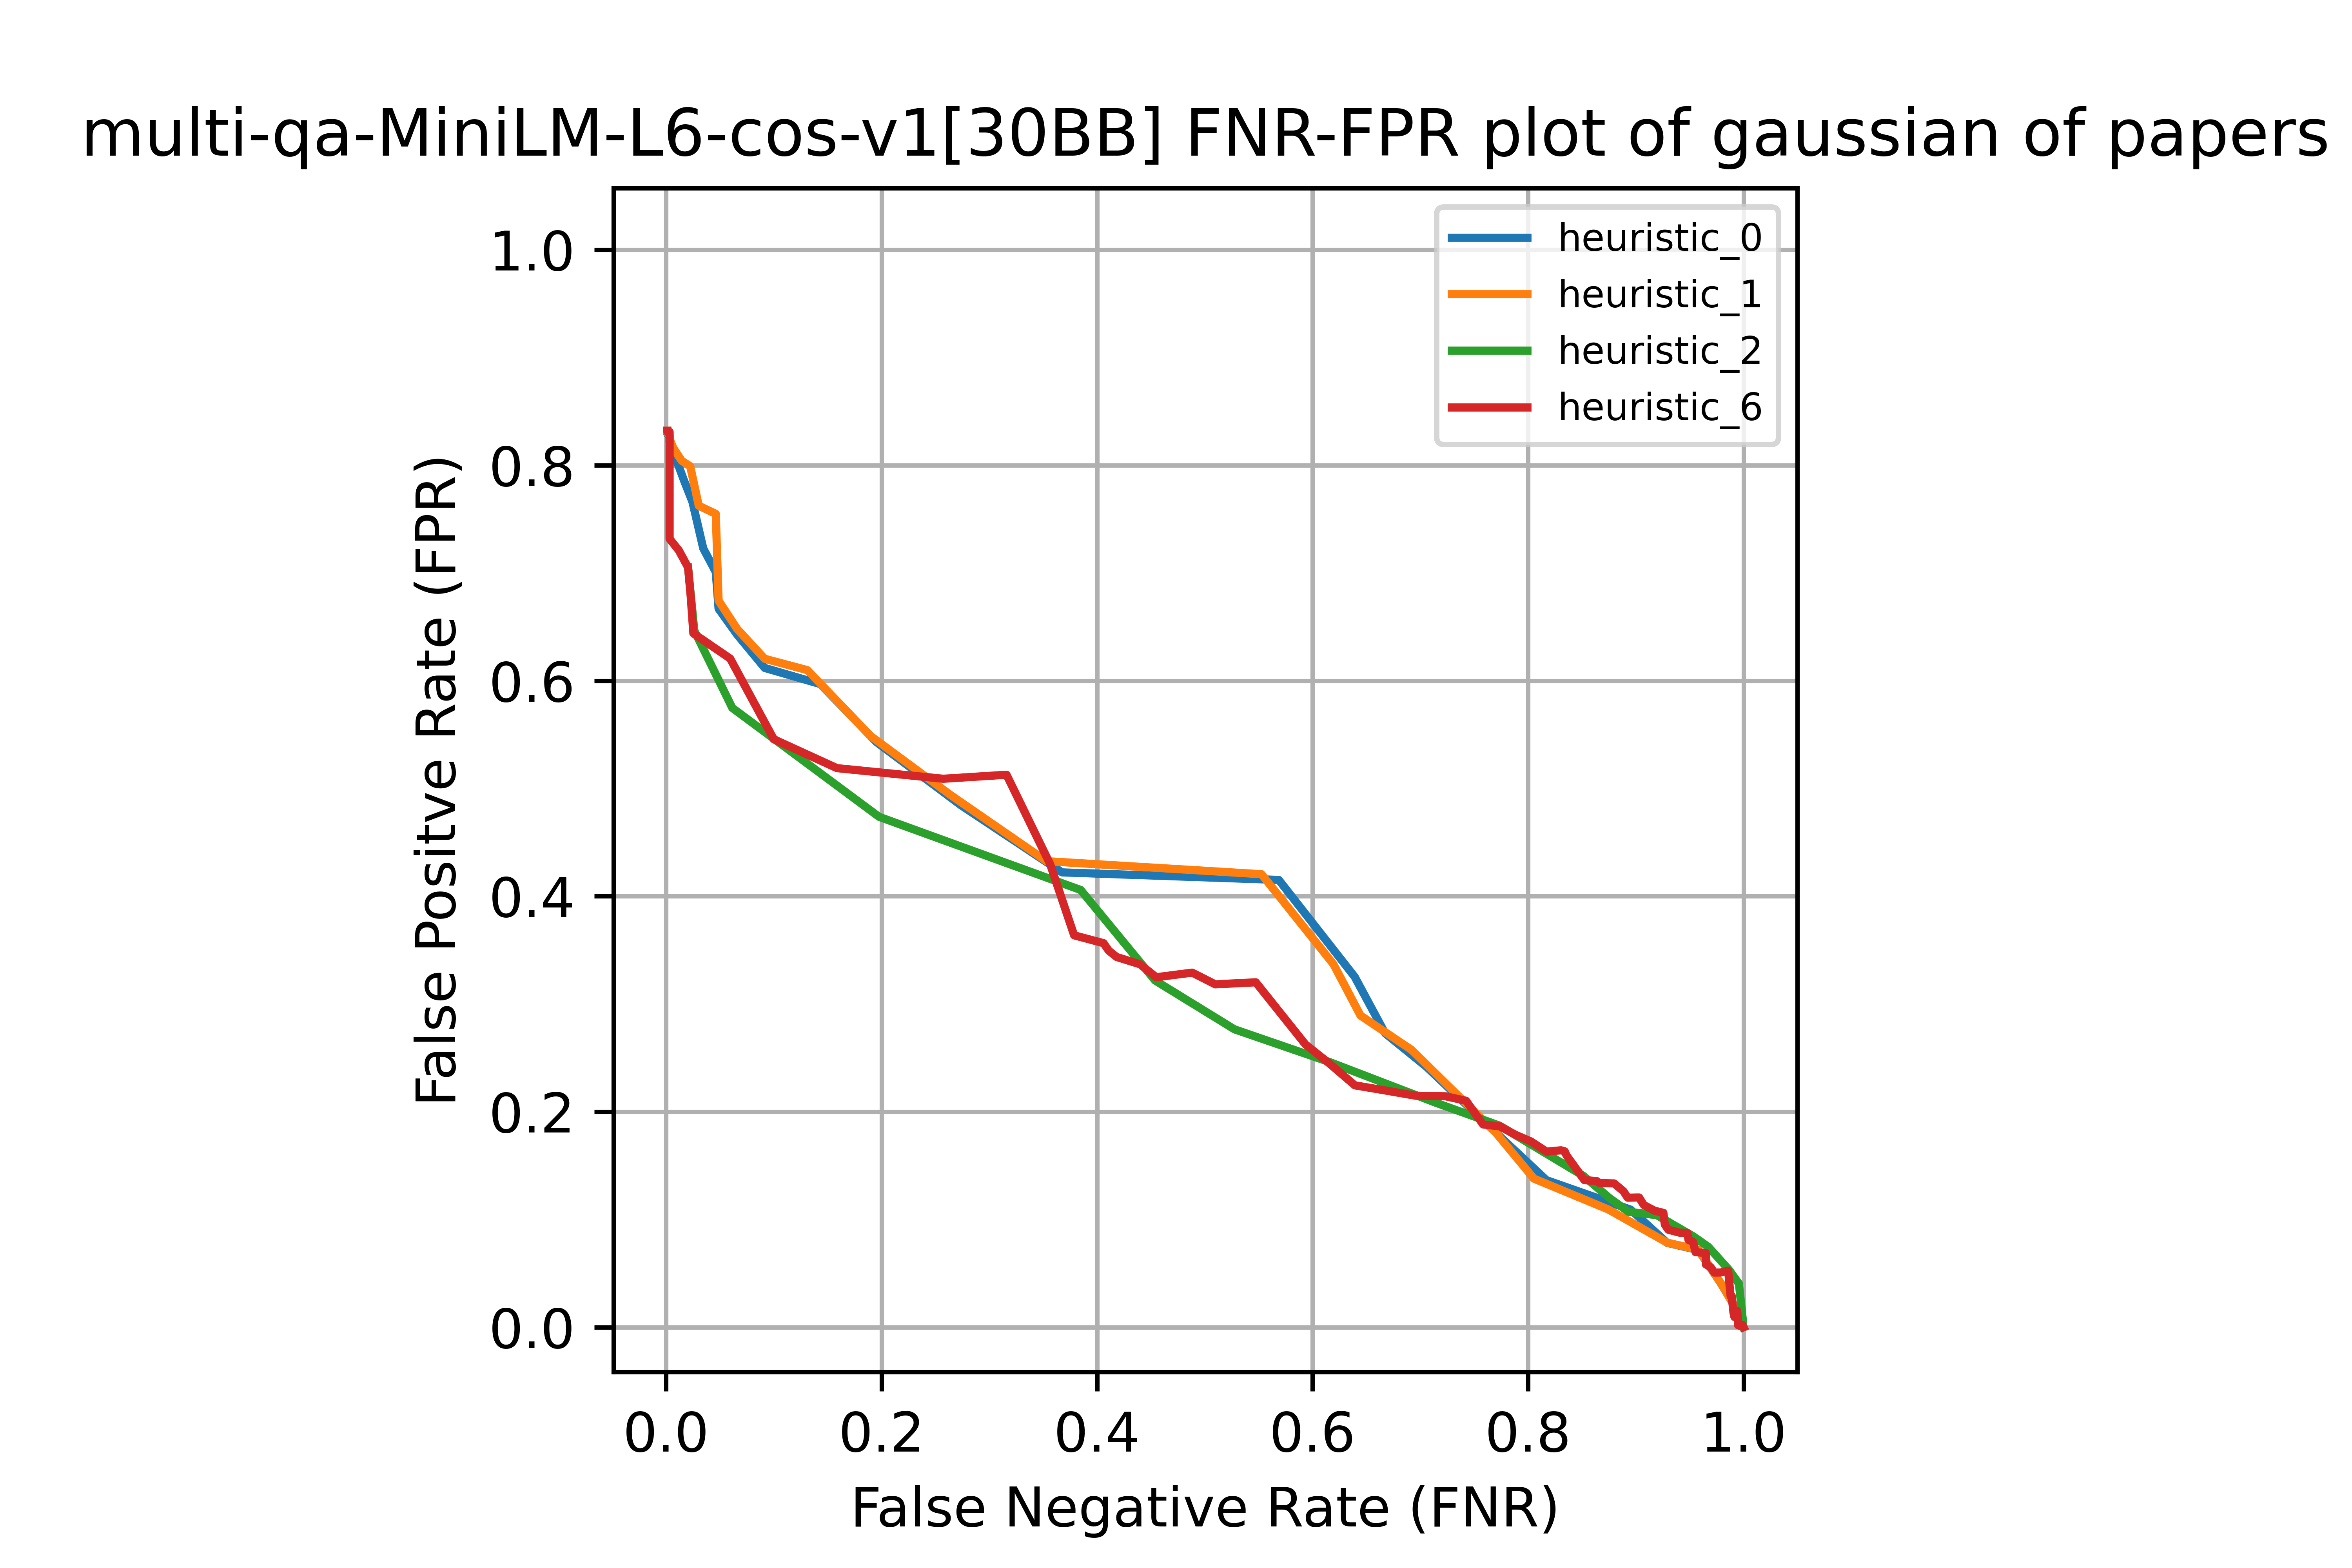 multi-qa-MiniLM-L6-cos-v1[30BB] FNR-FPR plot of gaussian of papers
heuristic_0
heuristic_1
heuristic_2
heuristic_6
False Positve Rate (FPR)
1.0
0.8
0.6
0.4
0.2
0.0
0.0 0.2 0.4 0.6 0.8 1.0
False Negative Rate (FNR)